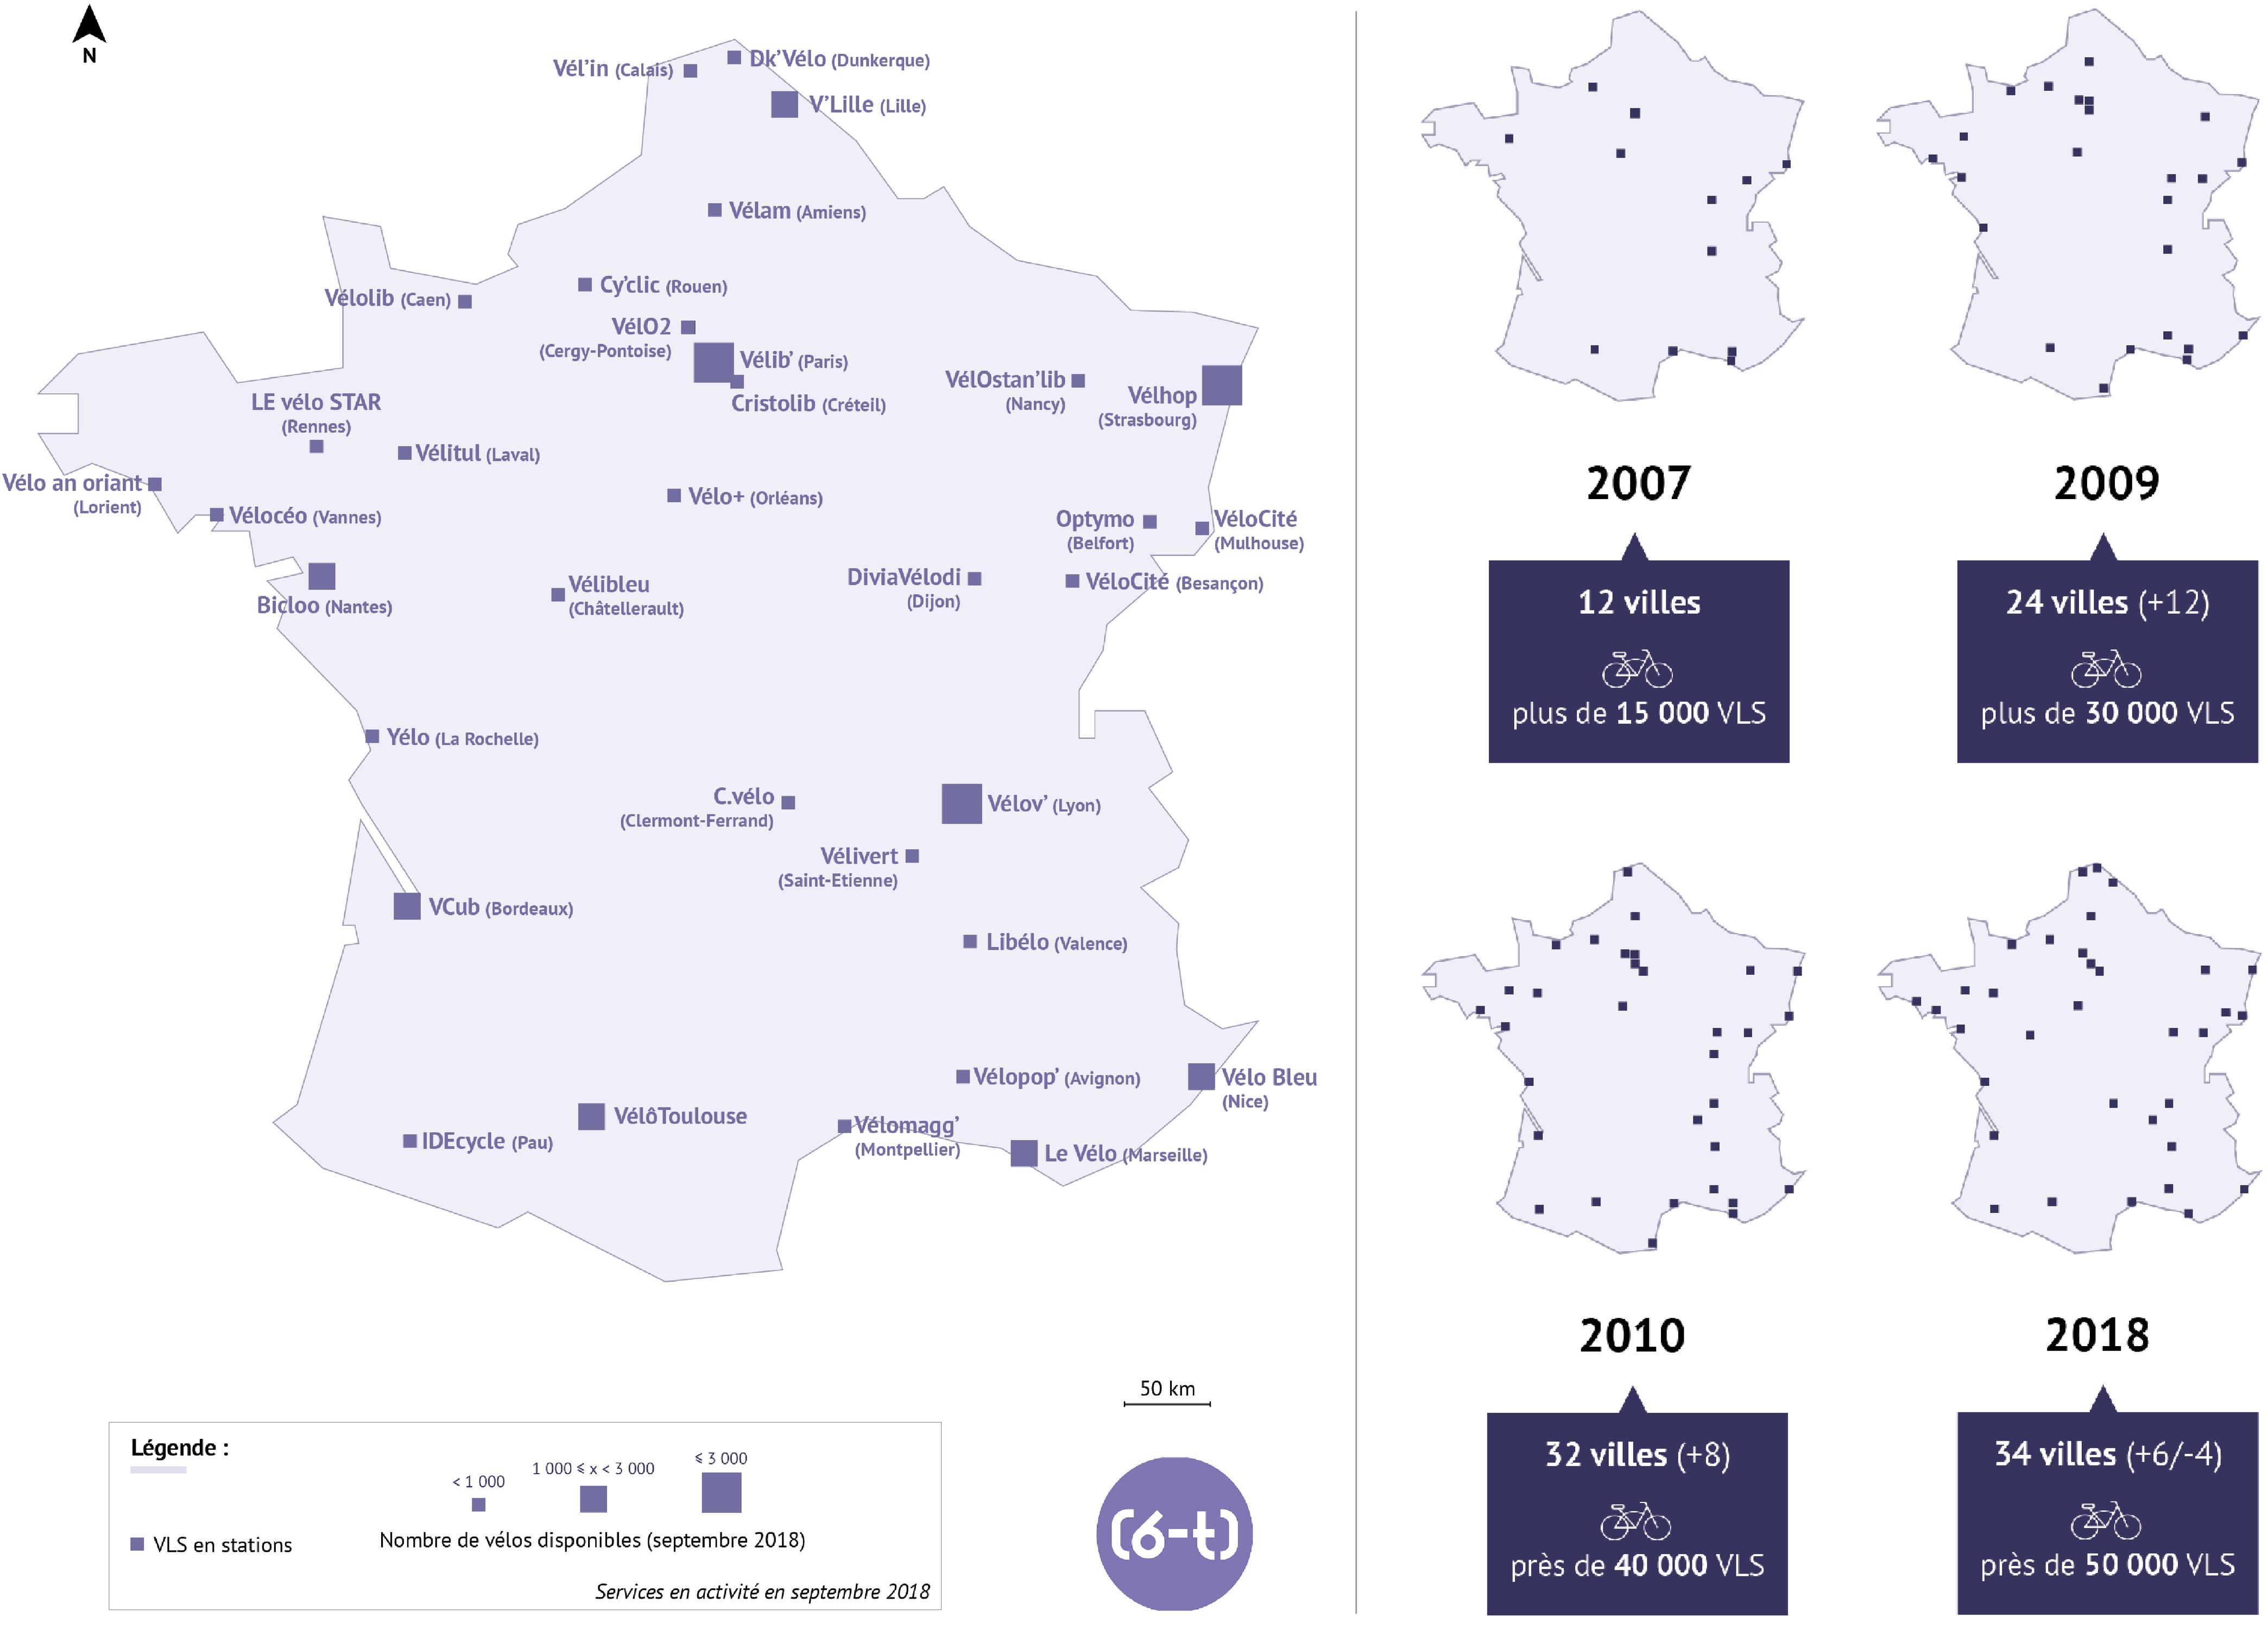 N
Vél'in (Calais)
Dk'Vélo (Dunkerque)
V'Lille (Lille)
Vélam (Amiens)
Cy'clic (Rouen)
Vélolib (Caen)
VélO2
(Cergy-Pontoise)
Vélib' (Paris)
Cristolib (Créteil)
VélOstan'lib
(Nancy)
Vélhop
(Strasbourg)
LE vélo STAR
(Rennes)
Vélitul (Laval)
Vélo an oriant
(Lorient)
Vélocéo (Vannes)
Vélo+ (Orléans)
Optymo
(Belfort)
VéloCité
(Mulhouse)
Bicloo (Nantes)
Vélibleu
(Châtellerault)
DiviaVélodi
(Dijon)
VéloCité (Besançon)
Yélo (La Rochelle)
C.vélo
(Clermont-Ferrand)
Vélov' (Lyon)
Vélivert
(Saint-Etienne)
VCub (Bordeaux)
Libélo (Valence)
Vélopop' (Avignon)
Vélo Bleu
(Nice)
VélôToulouse
Vélomagg'
(Montpellier)
IDEcycle (Pau)
Le Vélo (Marseille)
50 km
Légende :
< 1 000
1 000 ⩽ x < 3 000
⩽ 3 000
VLS en stations
Nombre de vélos disponibles (septembre 2018)
Services en activité en septembre 2018
(6-t)
2007
12 villes
plus de 15 000 VLS
2009
24 villes (+12)
plus de 30 000 VLS
2010
32 villes (+8)
près de 40 000 VLS
2018
34 villes (+6/-4)
près de 50 000 VLS